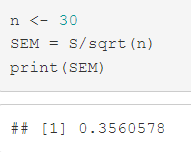 n <- 30
SEM = S/sqrt(n)
print(SEM)
## [1] 0.3560578